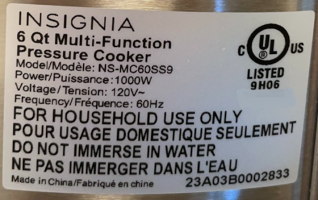 INSIGNIA
6 Qt Multi-Function
Pressure Cooker
Model/Modèle: NS-MC60SS9
Power/Puissance: 1000W
Voltage/Tension: 120V~
Frequency/Fréquence: 60Hz
C UL US
LISTED
9H06
FOR HOUSEHOLD USE ONLY
POUR USAGE DOMESTIQUE SEULEMENT
DO NOT IMMERSE IN WATER
NE PAS IMMERGER DANS L'EAU
Made in China/Fabriqué en chine
23A03B0002833